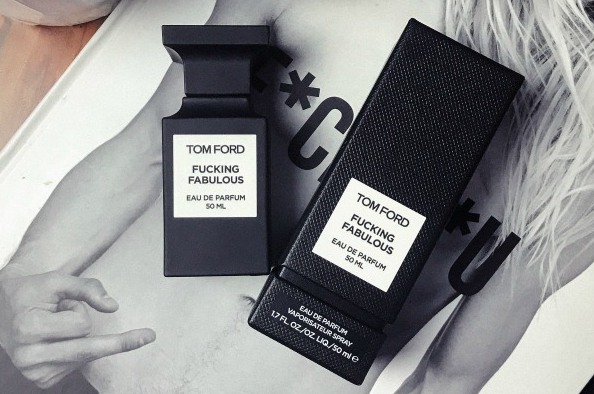 TOM FORD
FUCKING
FABULOUS
EAU DE PARFUM
50 ML
TOM FORD
FUCKING
FABULOUS
EAU DE PARFUM
50 ML
EAU DE PARFUM
VAPORISATEUR SPRAY
1.7 FL.OZ./OZ. LIQ./50 ml e
*C
*U